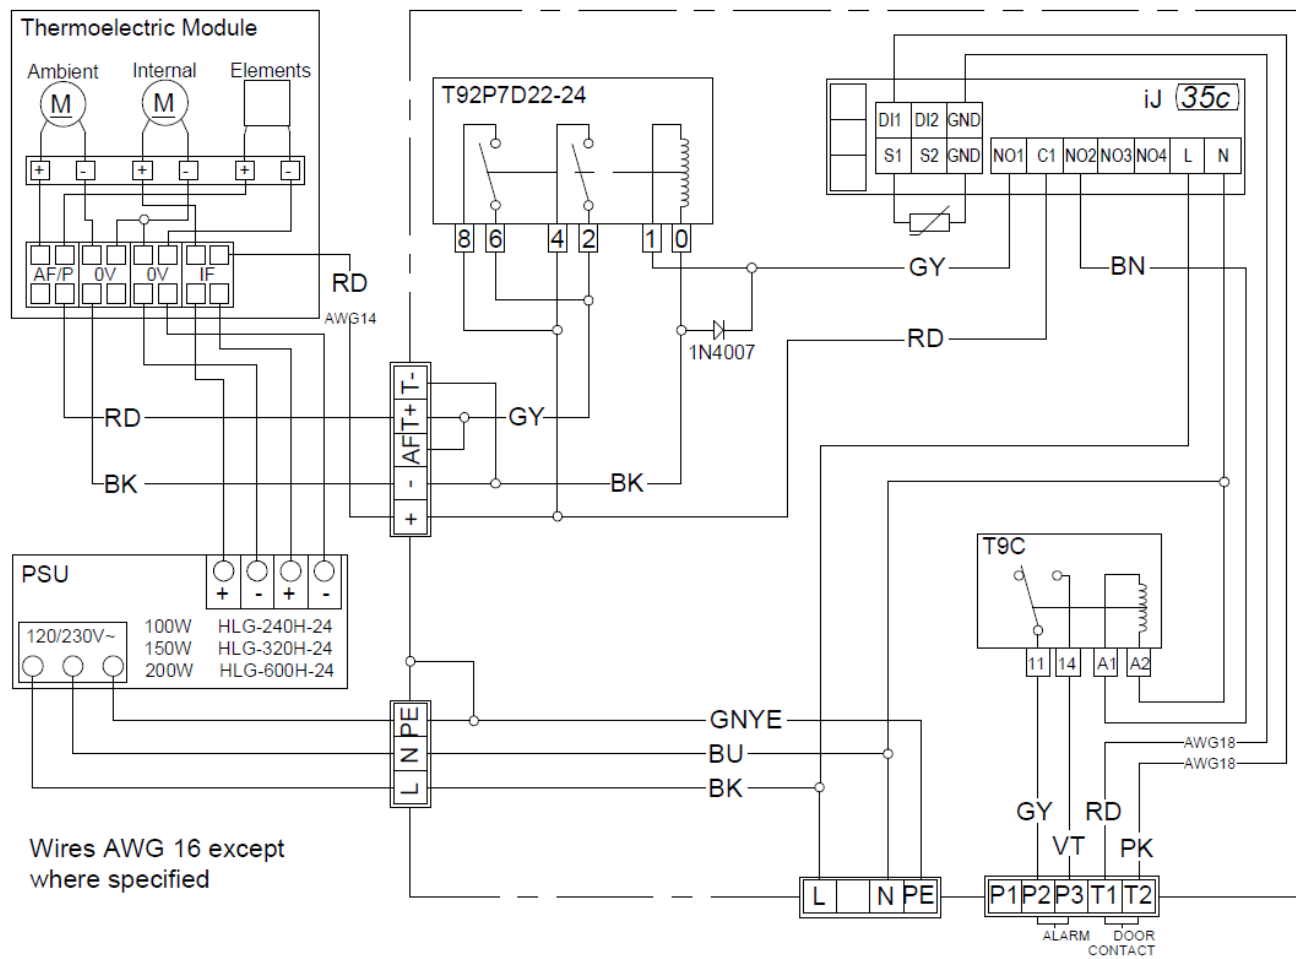 Thermoelectric Module
Ambient Internal Elements
M M
+ - + - + -
AF/P 0V 0V IF
RD
AWG14
T92P7D22-24
8 6 4 2 1 0
iJ 35c
DI1 DI2 GND
S1 S2 GND NO1 C1 NO2 NO3 NO4 L N
GY
BN
1N4007
RD
T-
T+
AF
-
+
RD
GY
BK
BK
PSU
+ - + -
120/230V~
100W HLG-240H-24
150W HLG-320H-24
200W HLG-600H-24
T9C
11 14 A1 A2
PE
N
L
GNYE
BU
BK
AWG18
AWG18
GY RD
VT PK
Wires AWG 16 except
where specified
L N PE
P1 P2 P3 T1 T2
ALARM DOOR
CONTACT